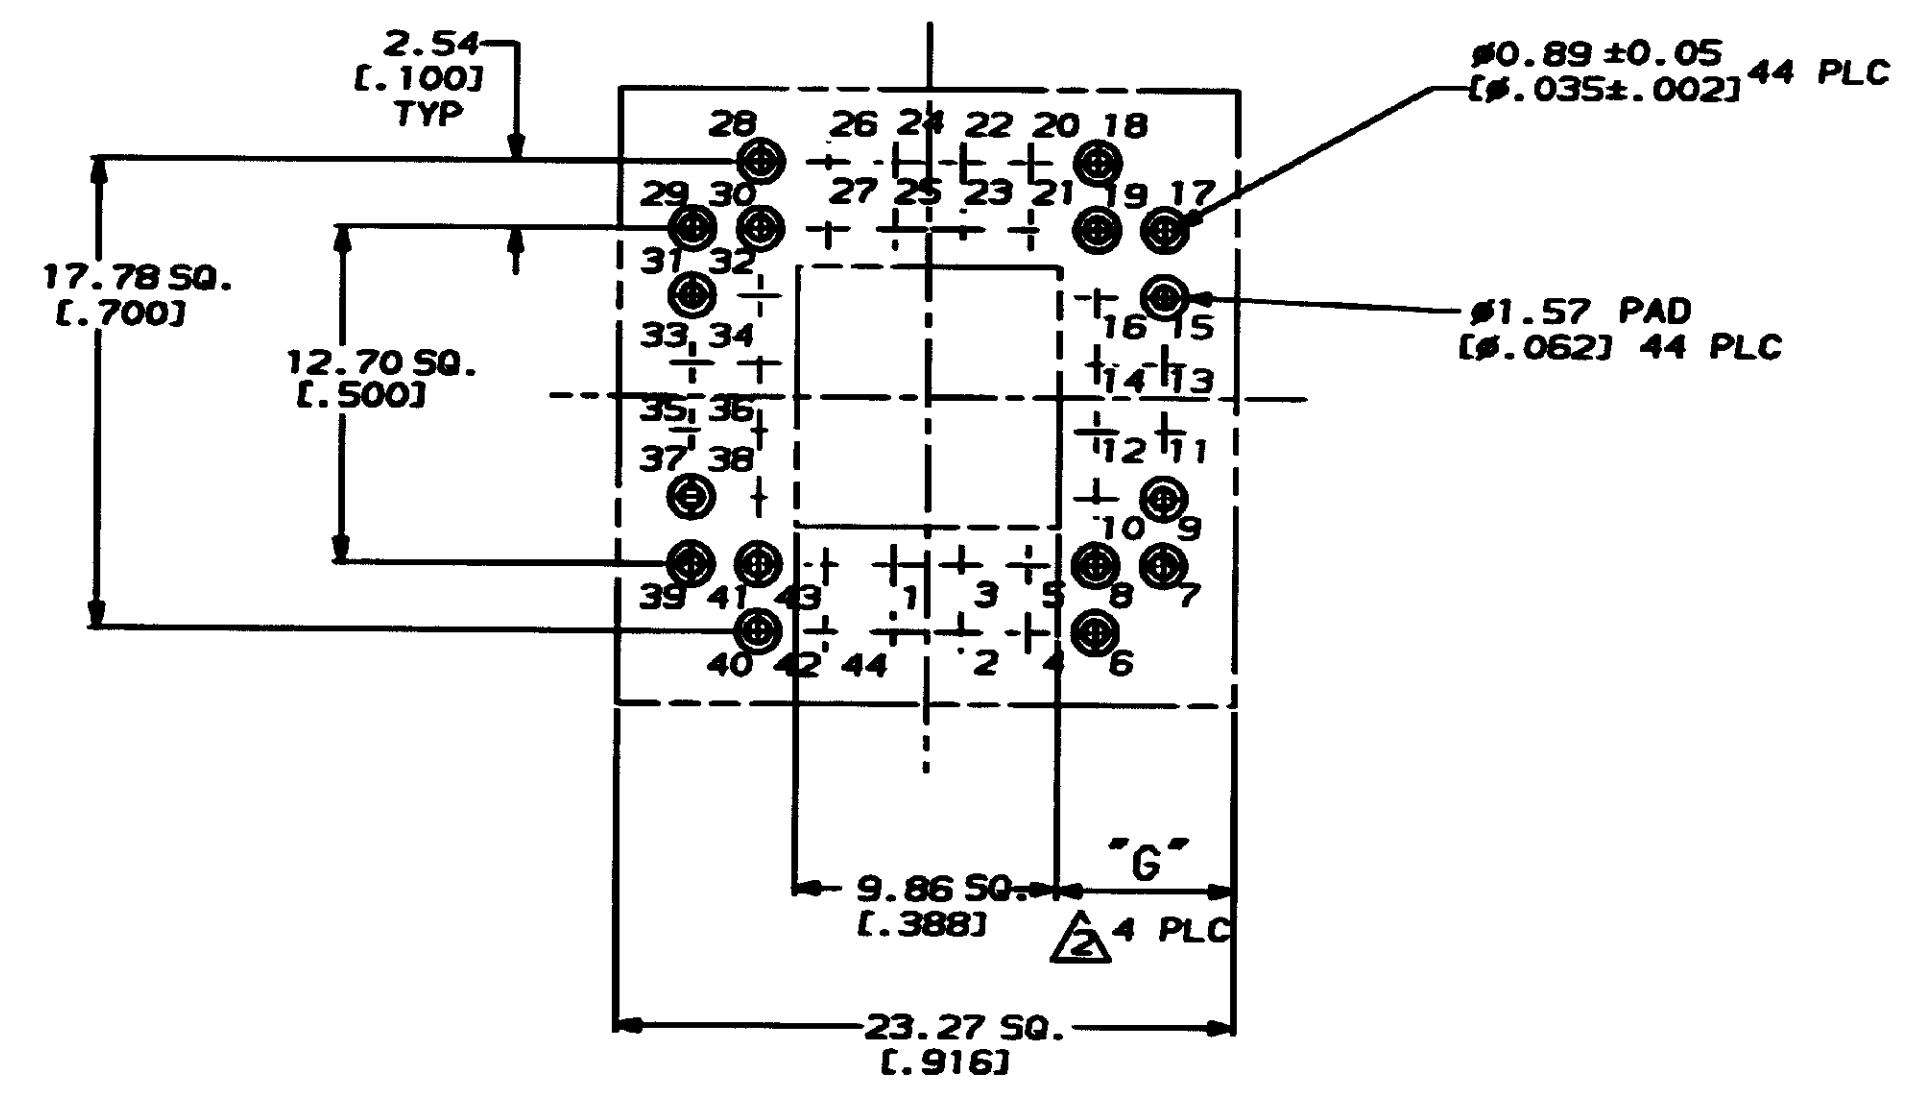 2.54
[.100]
TYP
ø0.89 ±0.05
[ø.035±.002] 44 PLC
28 26 24 22 20 18
29 30 27 25 23 21 19 17
31 32
17.78 SQ.
[.700]
16 15
ø1.57 PAD
[ø.062] 44 PLC
33 34
12.70 SQ.
[.500]
14 13
35 36
12 11
37 38
10 9
39 41 43 1 3 5 8 7
40 42 44 2 4 6
"G"
9.86 SQ.
[.388]
2 4 PLC
23.27 SQ.
[.916]